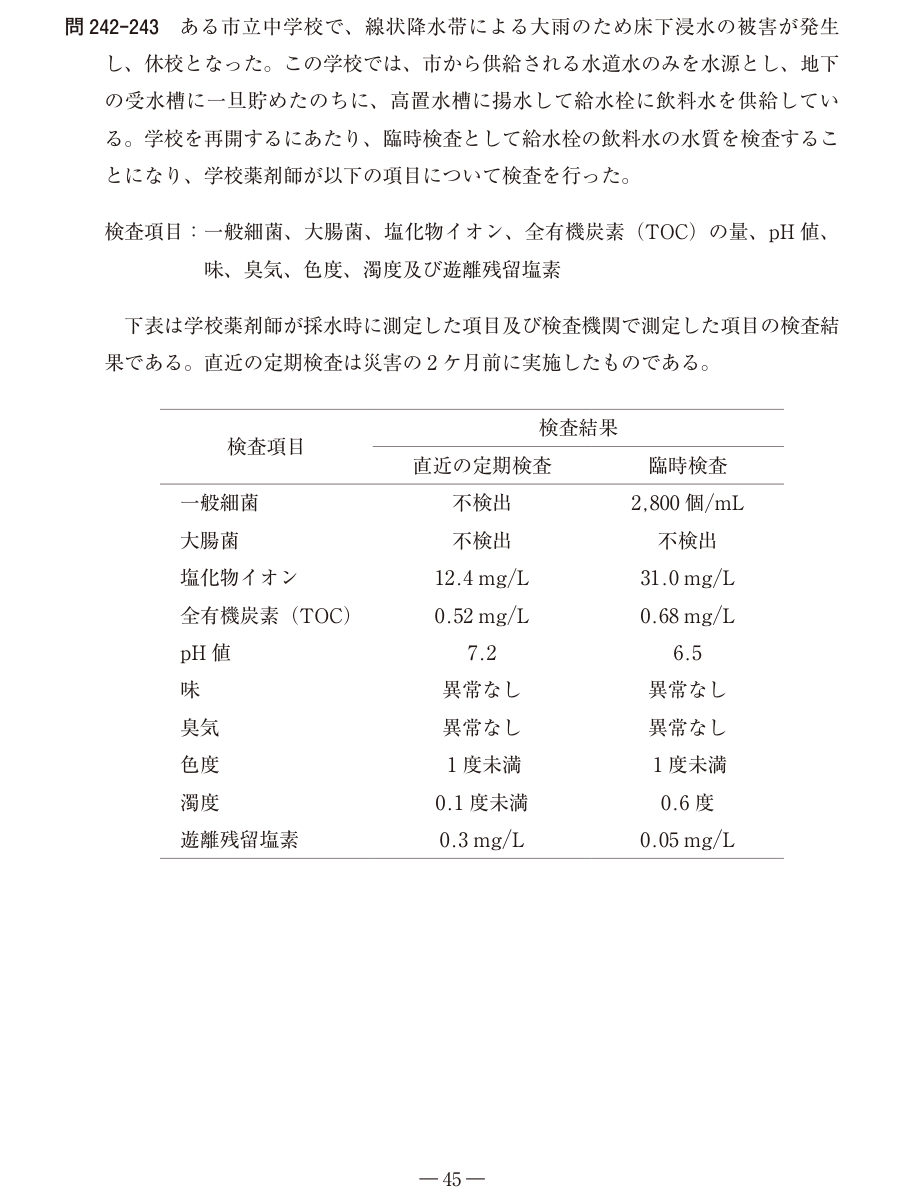 問 242-243　ある市立中学校で、線状降水帯による大雨のため床下浸水の被害が発生
し、休校となった。この学校では、市から供給される水道水のみを水源とし、地下
の受水槽に一旦貯めたのちに、高置水槽に揚水して給水栓に飲料水を供給してい
る。学校を再開するにあたり、臨時検査として給水栓の飲料水の水質を検査するこ
とになり、学校薬剤師が以下の項目について検査を行った。
検査項目：一般細菌、大腸菌、塩化物イオン、全有機炭素（TOC）の量、pH 値、
味、臭気、色度、濁度及び遊離残留塩素
下表は学校薬剤師が採水時に測定した項目及び検査機関で測定した項目の検査結
果である。直近の定期検査は災害の２ケ月前に実施したものである。
検査項目　検査結果
直近の定期検査　臨時検査
一般細菌　不検出　2,800 個/mL
大腸菌　不検出　不検出
塩化物イオン　12.4 mg/L　31.0 mg/L
全有機炭素（TOC）　0.52 mg/L　0.68 mg/L
pH 値　7.2　6.5
味　異常なし　異常なし
臭気　異常なし　異常なし
色度　1 度未満　1 度未満
濁度　0.1 度未満　0.6 度
遊離残留塩素　0.3 mg/L　0.05 mg/L
― 45 ―